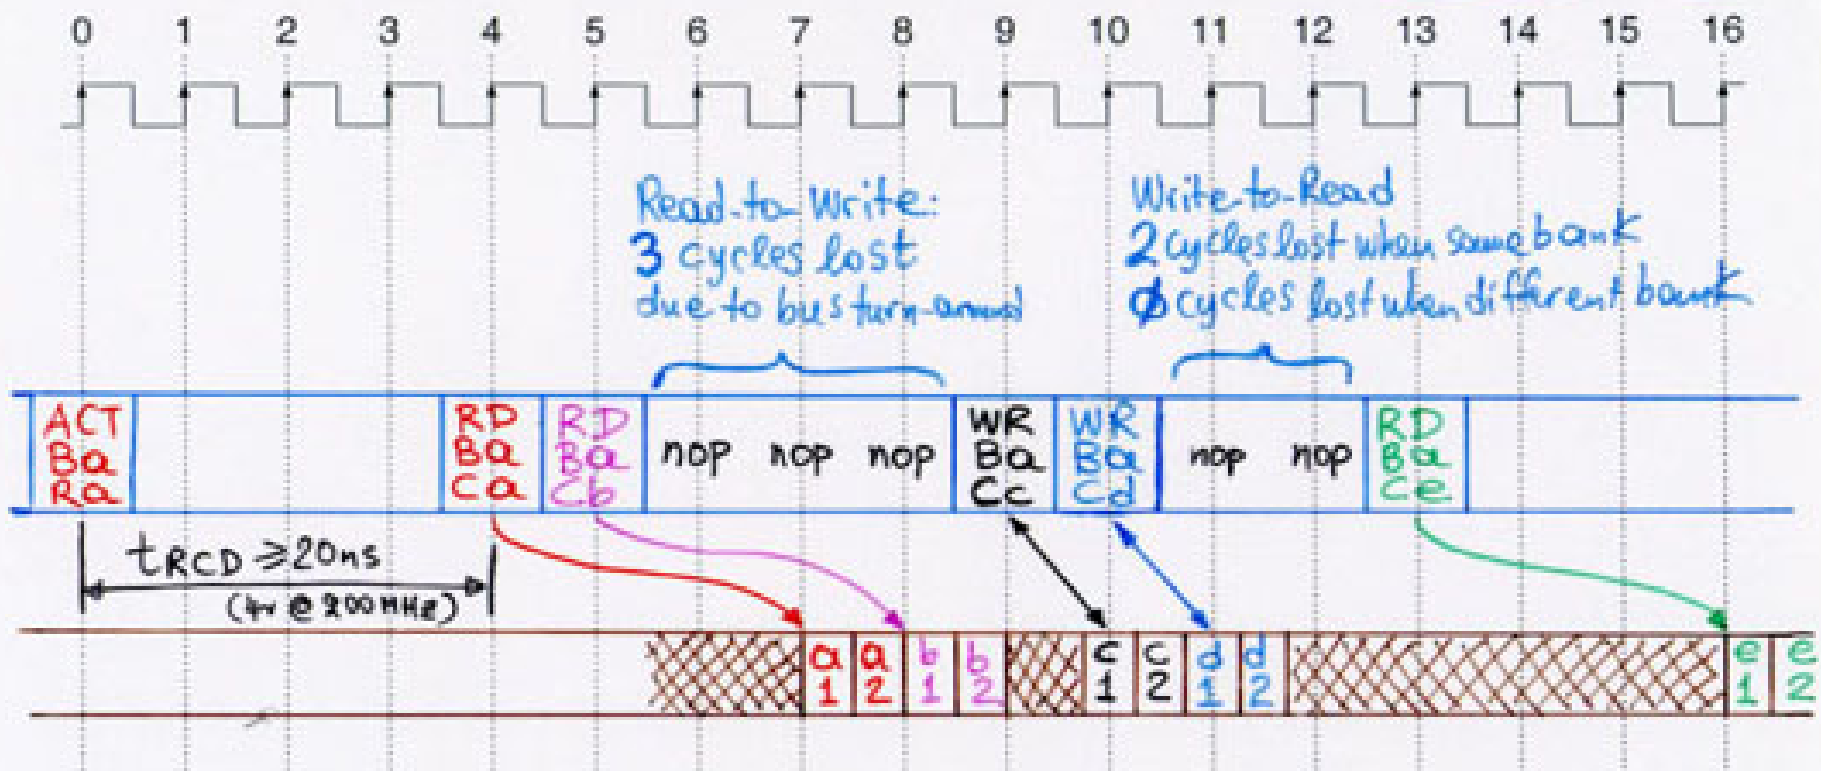 0 1 2 3 4 5 6 7 8 9 10 11 12 13 14 15 16
Read-to-Write:
3 cycles lost
due to bus turn-around
Write-to-Read
2 cycles lost when same bank
0 cycles lost when different bank
ACT
Ba
Ra
RD
Ba
Ca
RD
Ba
Cb
nop nop nop
WR
Ba
Cc
WR
Ba
Cd
nop nop
RD
Ba
Ce
tRCD ≥20ns
@ 200MHz)
a a b b c c d d e e
1 2 1 2 1 2 1 2 1 2